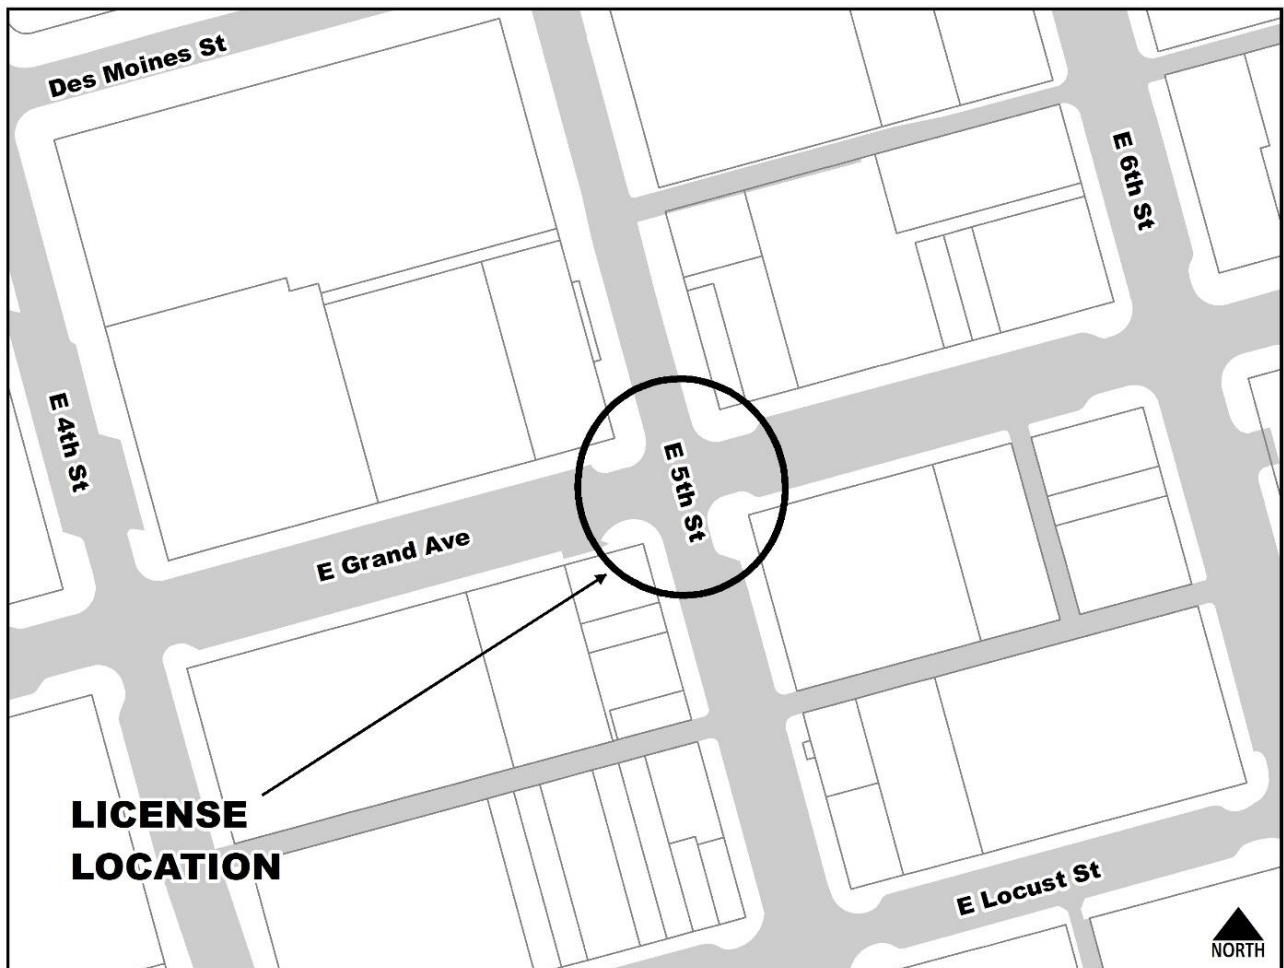 Des Moines St
E 6th St
E 4th St
E 5th St
E Grand Ave
LICENSE
LOCATION
E Locust St
NORTH